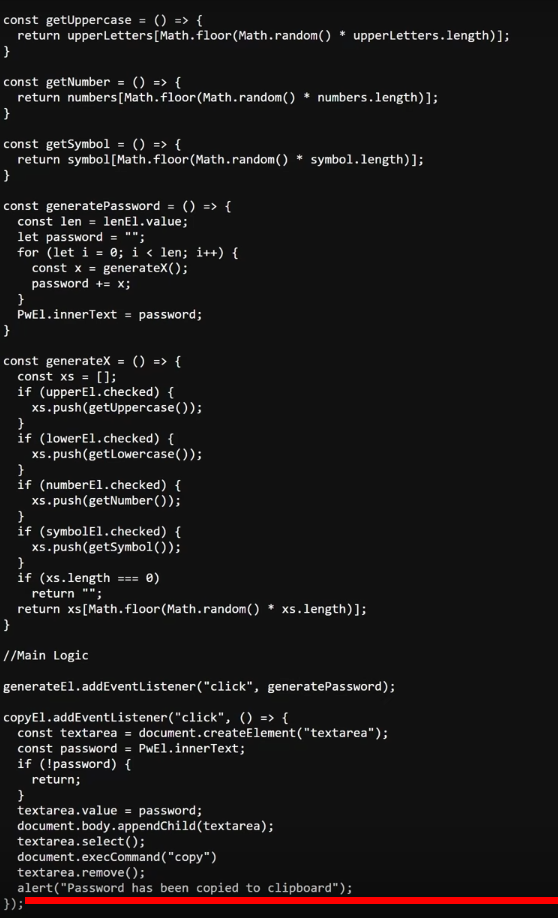 const getUppercase = () => {
  return upperLetters[Math.floor(Math.random() * upperLetters.length)];
}

const getNumber = () => {
  return numbers[Math.floor(Math.random() * numbers.length)];
}

const getSymbol = () => {
  return symbol[Math.floor(Math.random() * symbol.length)];
}

const generatePassword = () => {
  const len = lenEl.value;
  let password = "";
  for (let i = 0; i < len; i++) {
    const x = generateX();
    password += x;
  }
  PwEl.innerText = password;
}

const generateX = () => {
  const xs = [];
  if (upperEl.checked) {
    xs.push(getUppercase());
  }
  if (lowerEl.checked) {
    xs.push(getLowercase());
  }
  if (numberEl.checked) {
    xs.push(getNumber());
  }
  if (symbolEl.checked) {
    xs.push(getSymbol());
  }
  if (xs.length === 0)
    return "";
  return xs[Math.floor(Math.random() * xs.length)];
}

//Main Logic

generateEl.addEventListener("click", generatePassword);

copyEl.addEventListener("click", () => {
  const textarea = document.createElement("textarea");
  const password = PwEl.innerText;
  if (!password) {
    return;
  }
  textarea.value = password;
  document.body.appendChild(textarea);
  textarea.select();
  document.execCommand("copy")
  textarea.remove();
  alert("Password has been copied to clipboard");
});